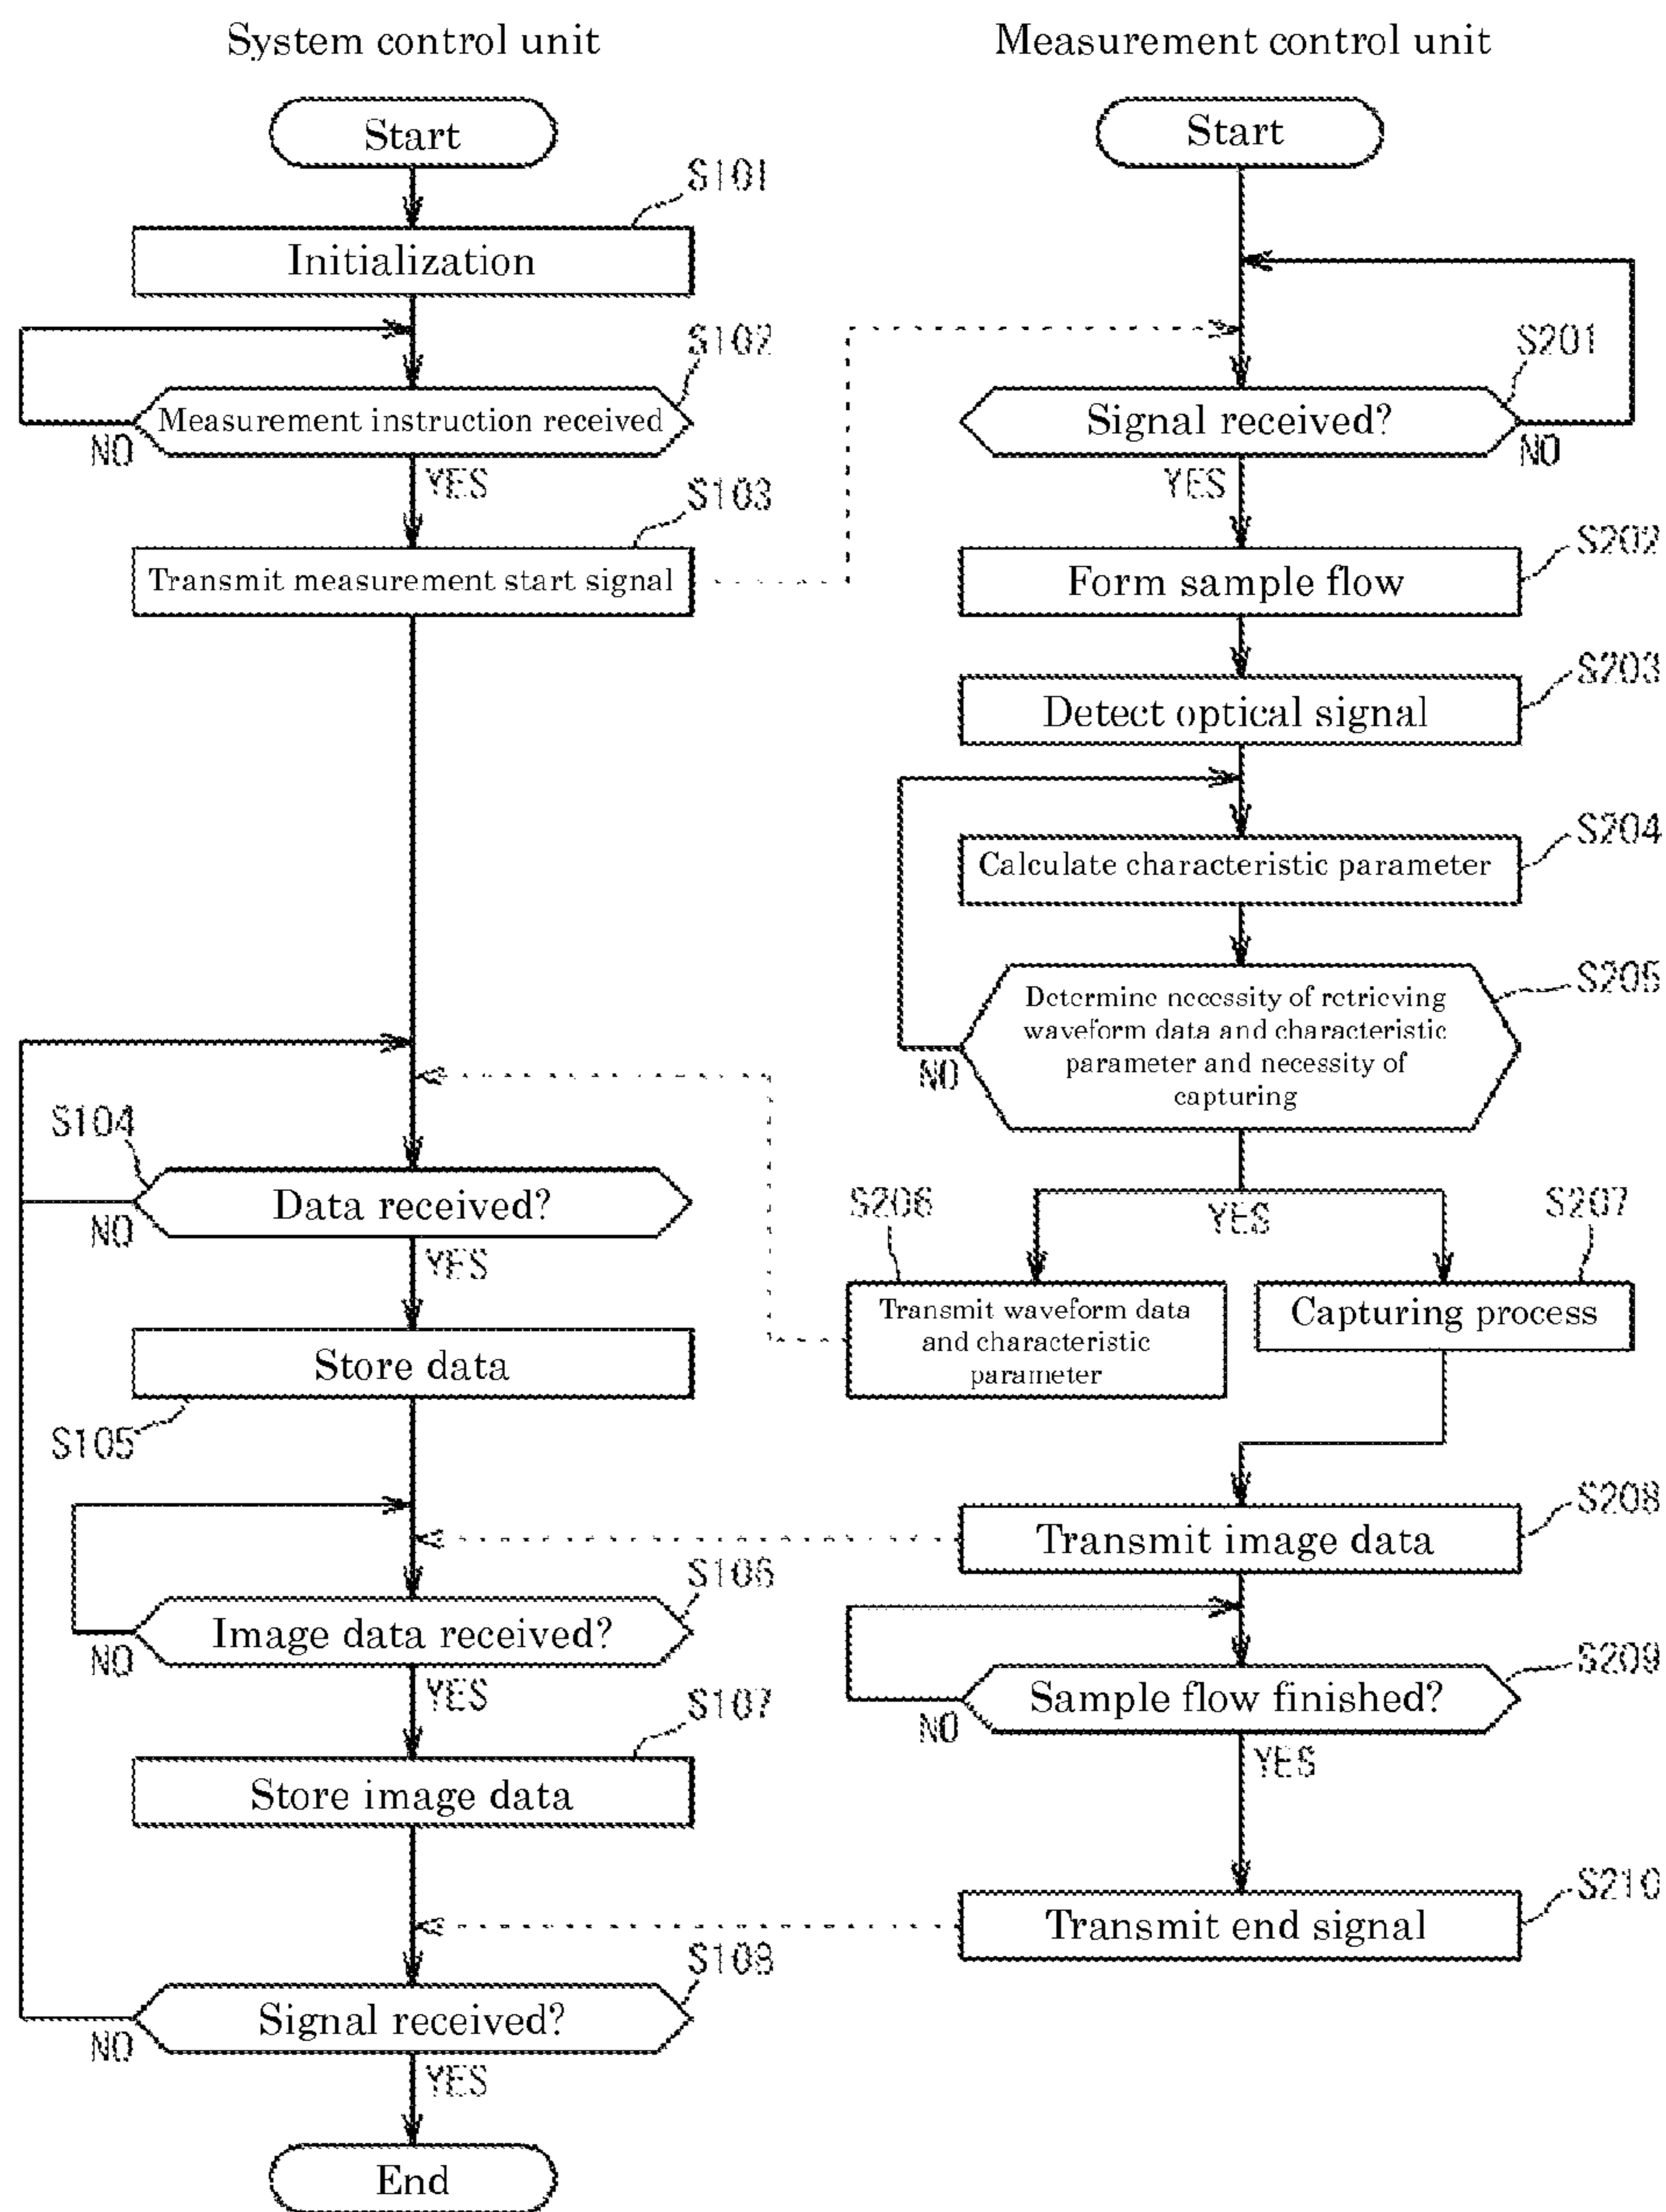 System control unit
Start
S101
Initialization
S102
Measurement instruction received
NO
YES
S103
Transmit measurement start signal
S104
Data received?
NO
YES
Store data
S105
S106
Image data received?
NO
YES
S107
Store image data
S108
Signal received?
NO
YES
End
Measurement control unit
Start
S201
Signal received?
NO
YES
S202
Form sample flow
S203
Detect optical signal
S204
Calculate characteristic parameter
S205
Determine necessity of retrieving
waveform data and characteristic
parameter and necessity of
capturing
NO
YES
S206
Transmit waveform data
and characteristic
parameter
S207
Capturing process
S208
Transmit image data
S209
Sample flow finished?
NO
YES
S210
Transmit end signal